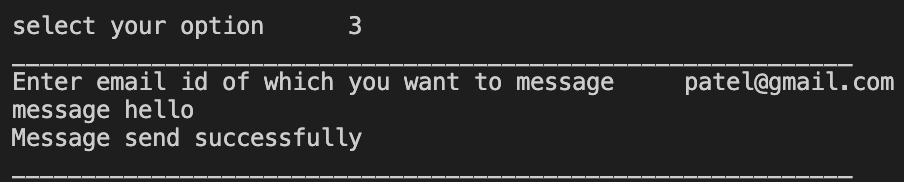 select your option      3
____________________________________________________________
Enter email id of which you want to message     patel@gmail.com
message hello
Message send successfully
____________________________________________________________